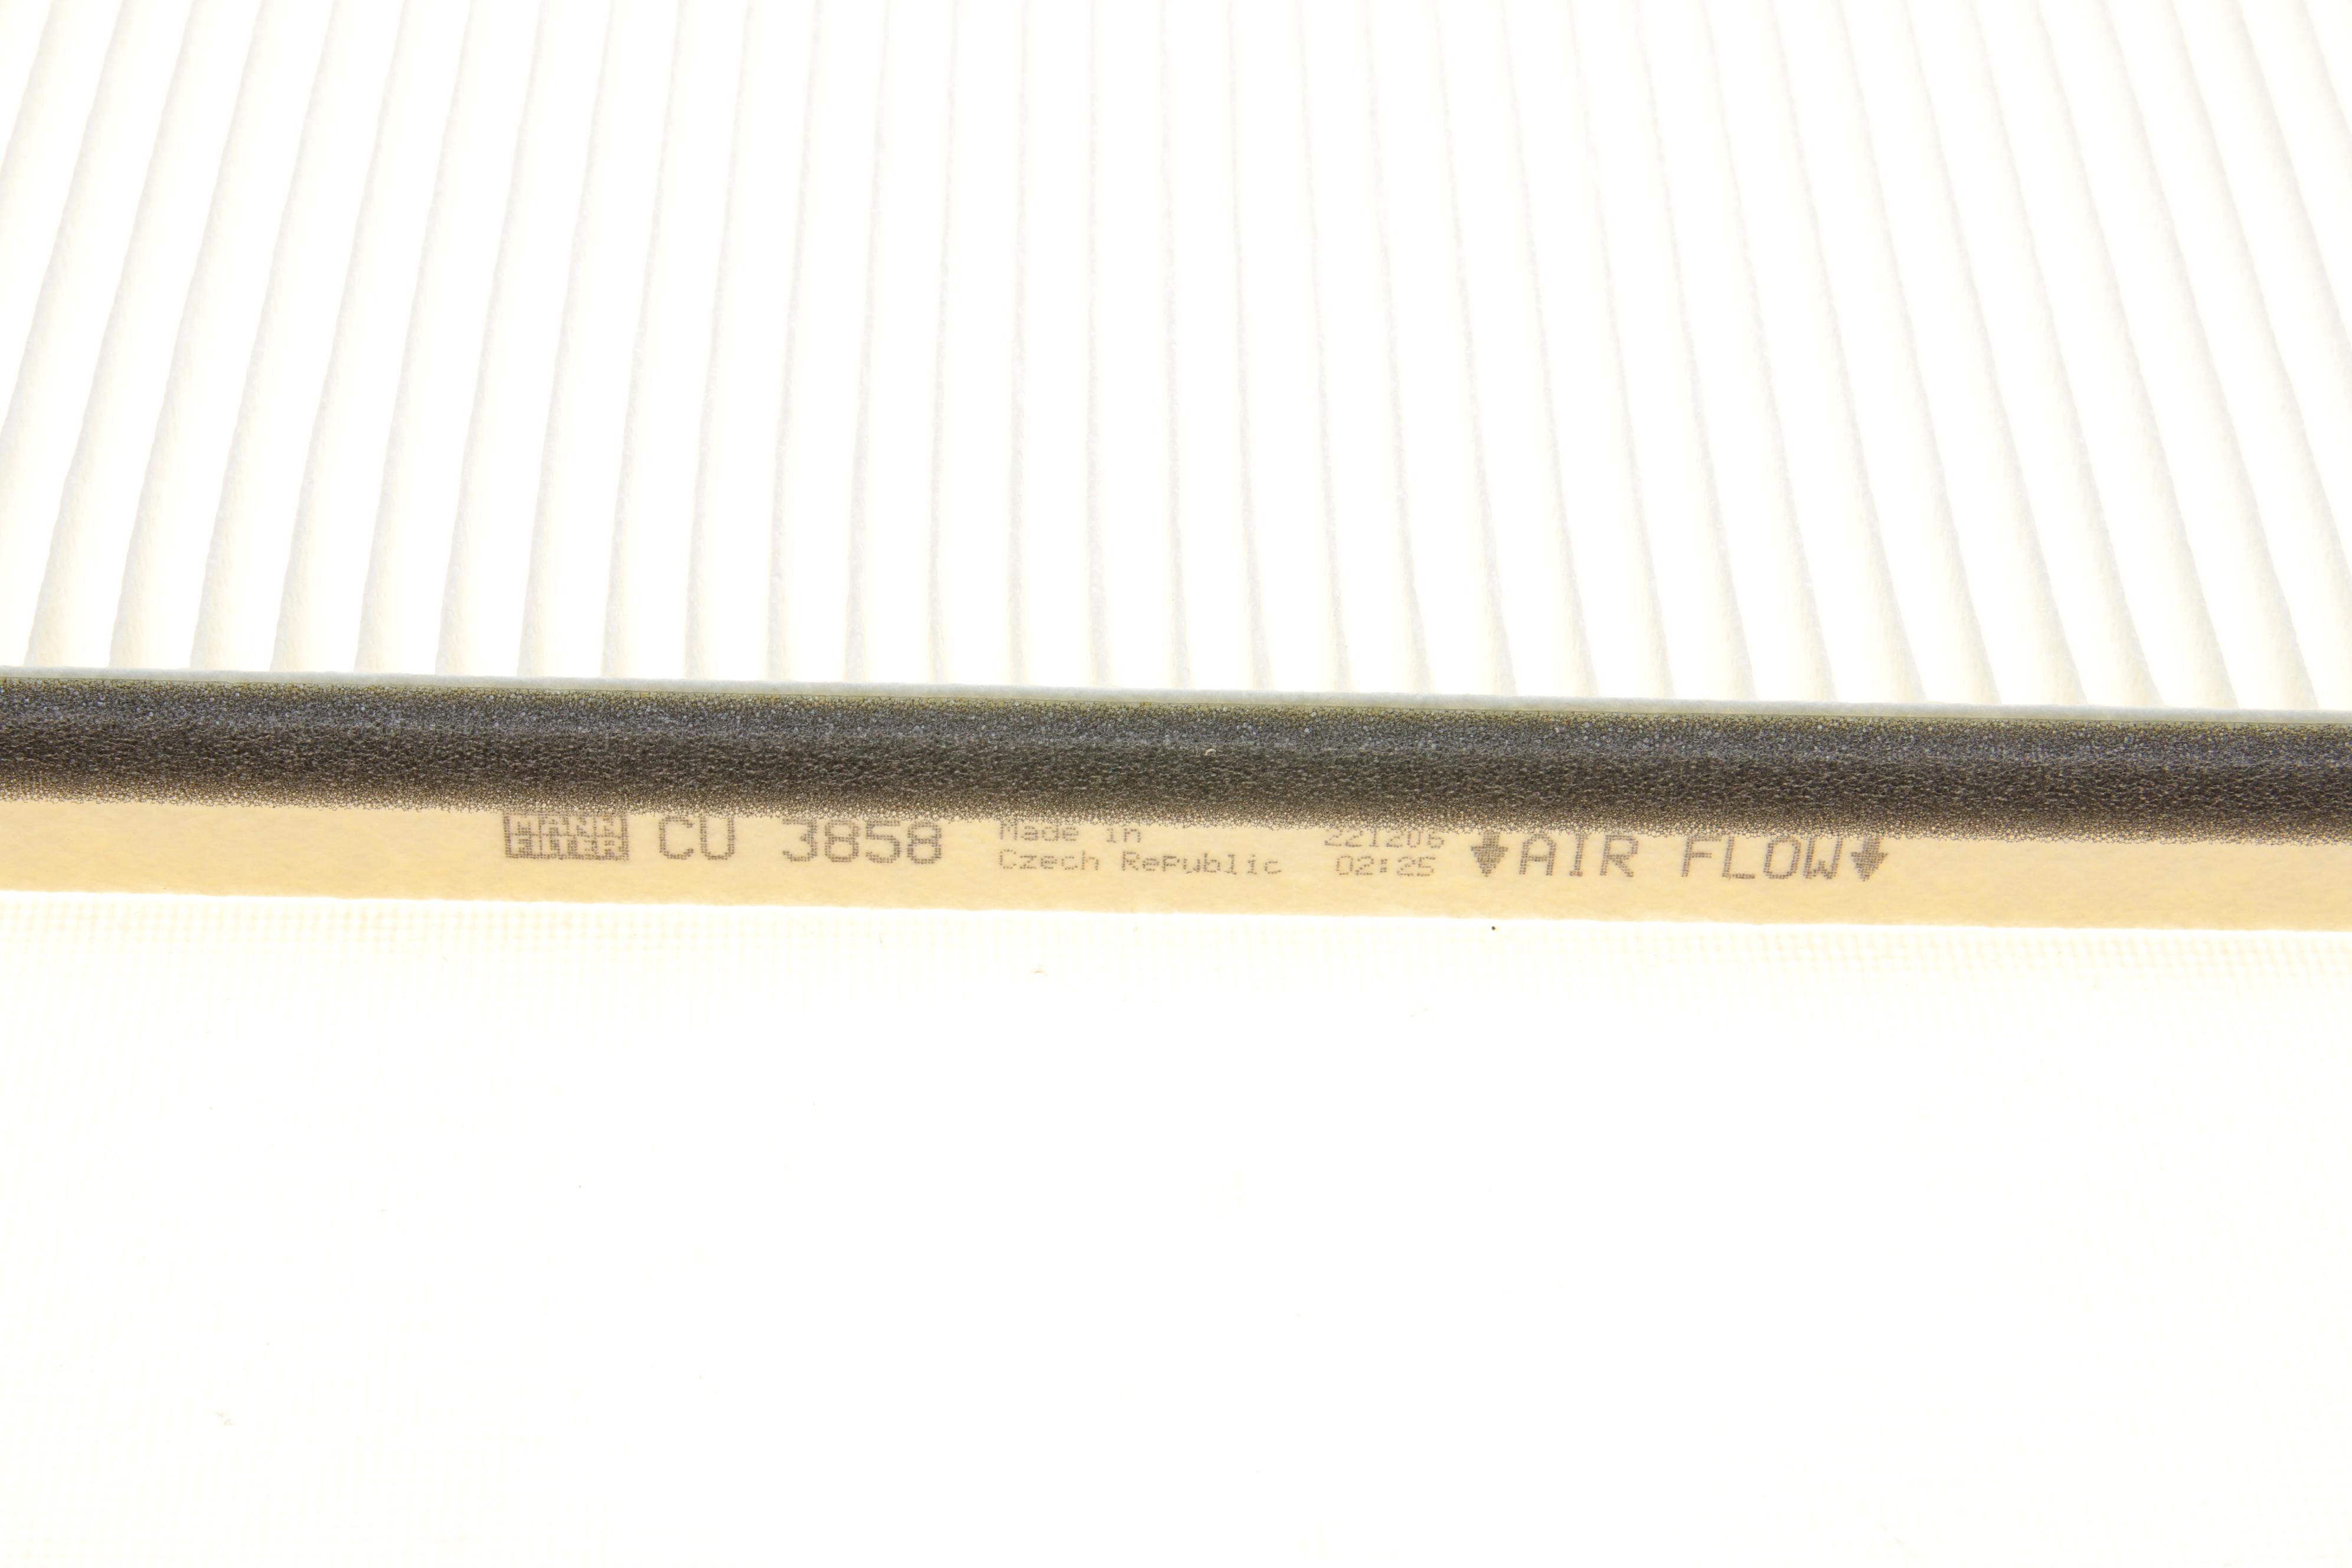 MANN
FILTER
CU 3858
Made in
Czech Republic
221206
02:25
AIR FLOW